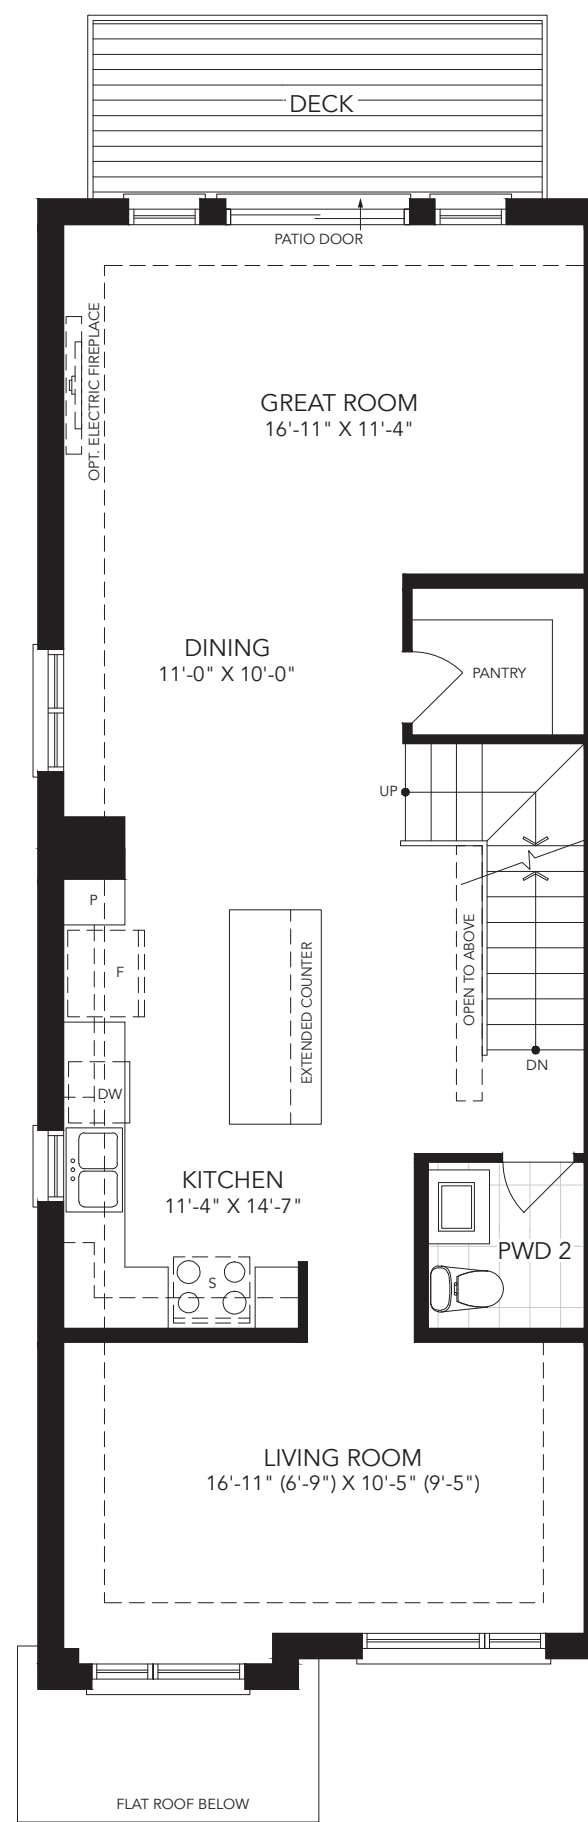 DECK
PATIO DOOR
OPT. ELECTRIC FIREPLACE
GREAT ROOM
16'-11" X 11'-4"
DINING
11'-0" X 10'-0"
PANTRY
UP
P
F
EXTENDED COUNTER
OPEN TO ABOVE
DN
DW
KITCHEN
11'-4" X 14'-7"
PWD 2
S
LIVING ROOM
16'-11" (6'-9") X 10'-5" (9'-5")
FLAT ROOF BELOW